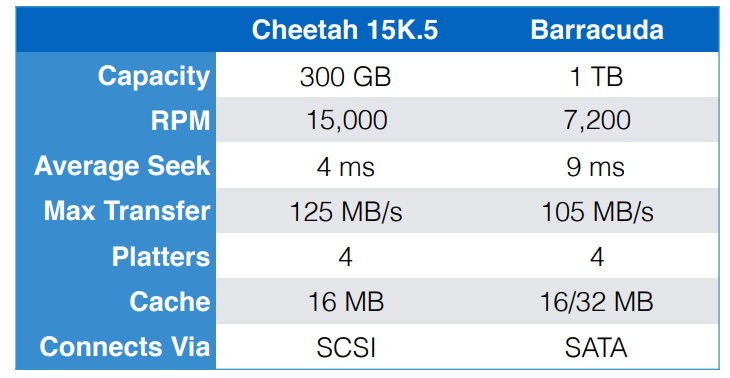 Cheetah 15K.5 Barracuda
Capacity 300 GB 1 TB
RPM 15,000 7,200
Average Seek 4 ms 9 ms
Max Transfer 125 MB/s 105 MB/s
Platters 4 4
Cache 16 MB 16/32 MB
Connects Via SCSI SATA